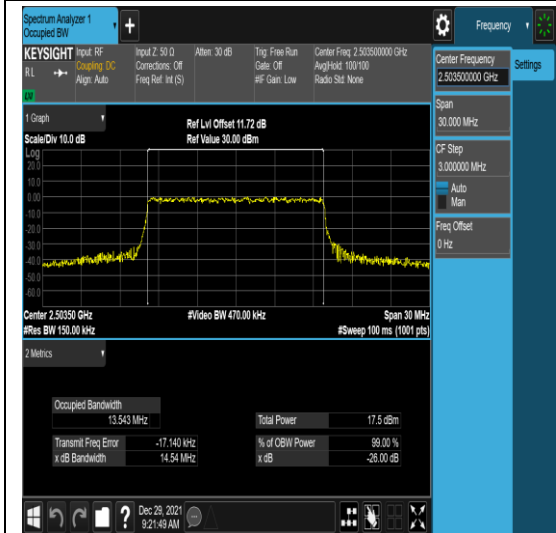 Spectrum Analyzer 1
Occupied BW
Frequency
KEYSIGHT
R L
Input: RF
Coupling: DC
Align: Auto
Input Z: 50 Ω
Corrections: Off
Freq Ref: Int (S)
Atten: 30 dB
Trig: Free Run
Gate: Off
#IF Gain: Low
Center Freq: 2.503500000 GHz
Avg|Hold: 100/100
Radio Std: None
Center Frequency
2.503500000 GHz
Settings
Span
30.000 MHz
CF Step
3.000000 MHz
Auto
Man
Freq Offset
0 Hz
1 Graph
Scale/Div 10.0 dB
Ref Lvl Offset 11.72 dB
Ref Value 30.00 dBm
Log
20.0
10.0
0.00
-10.0
-20.0
-30.0
-40.0
-50.0
-60.0
Center 2.50350 GHz
#Res BW 150.00 kHz
#Video BW 470.00 kHz
Span 30 MHz
#Sweep 100 ms (1001 pts)
2 Metrics
Occupied Bandwidth
13.543 MHz
Total Power 17.5 dBm
Transmit Freq Error -17.140 kHz
% of OBW Power 99.00 %
x dB Bandwidth 14.54 MHz
x dB -26.00 dB
?
Dec 29, 2021
9:21:49 AM